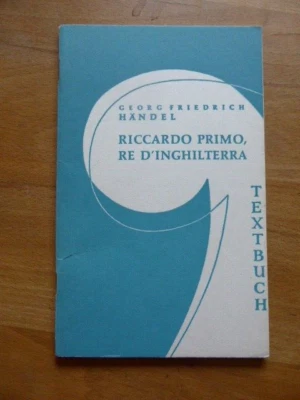 GEORG FRIEDRICH
HÄNDEL
RICCARDO PRIMO,
RE D'INGHILTERRA
TEXTBUCH